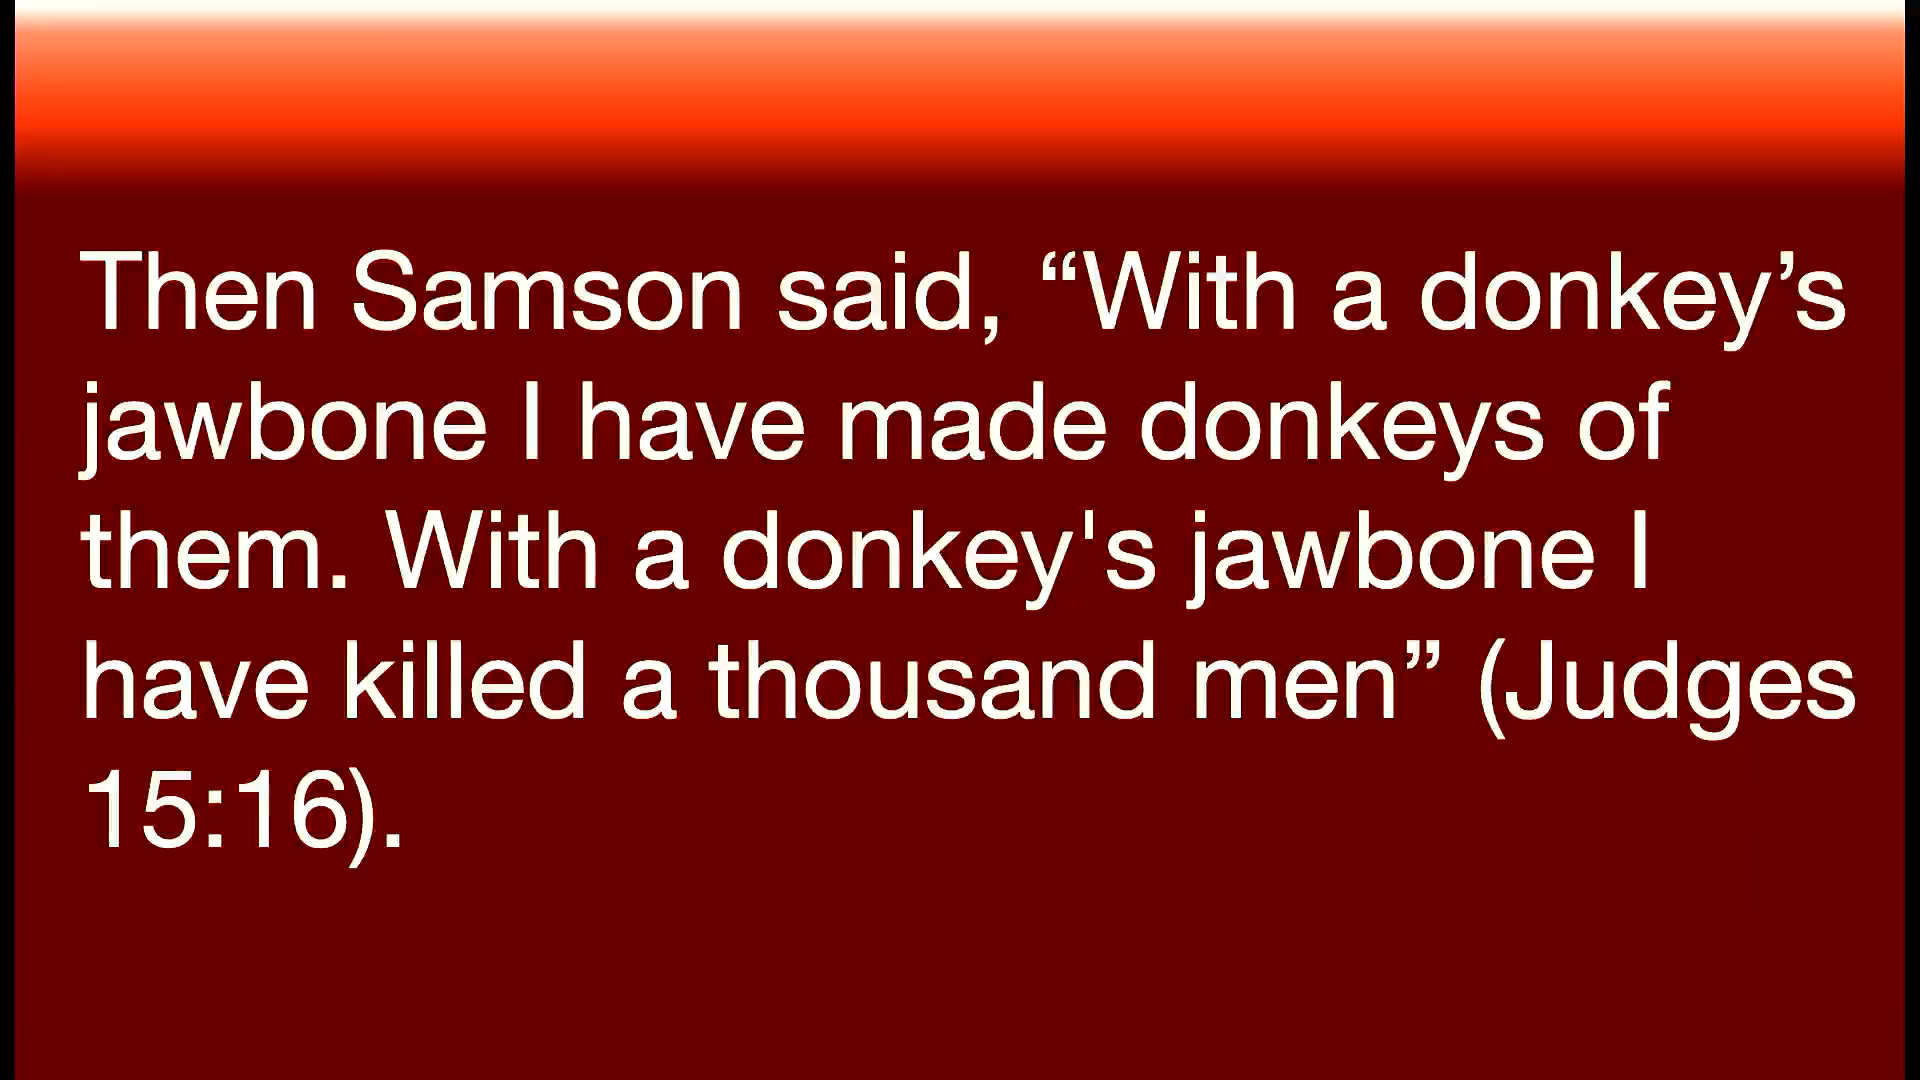 Then Samson said, “With a donkey’s
jawbone I have made donkeys of
them. With a donkey's jawbone I
have killed a thousand men” (Judges
15:16).